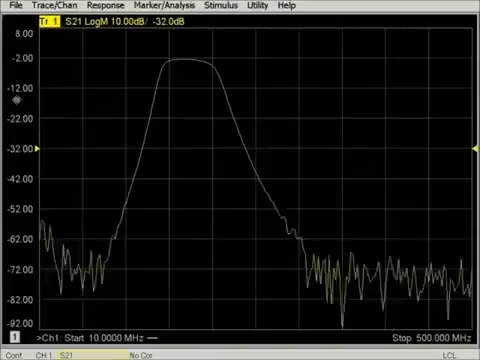 File Trace/Chan Response Marker/Analysis Stimulus Utility Help
Tr 1 S21 LogM 10.00dB/ -32.0dB
8.00
-2.00
-12.00
-22.00
-32.00
-42.00
-52.00
-62.00
-72.00
-82.00
-92.00
1 >Ch1: Start 10.0000 MHz Stop 500.000 MHz
Cont. CH 1 S21 No Cor LCL